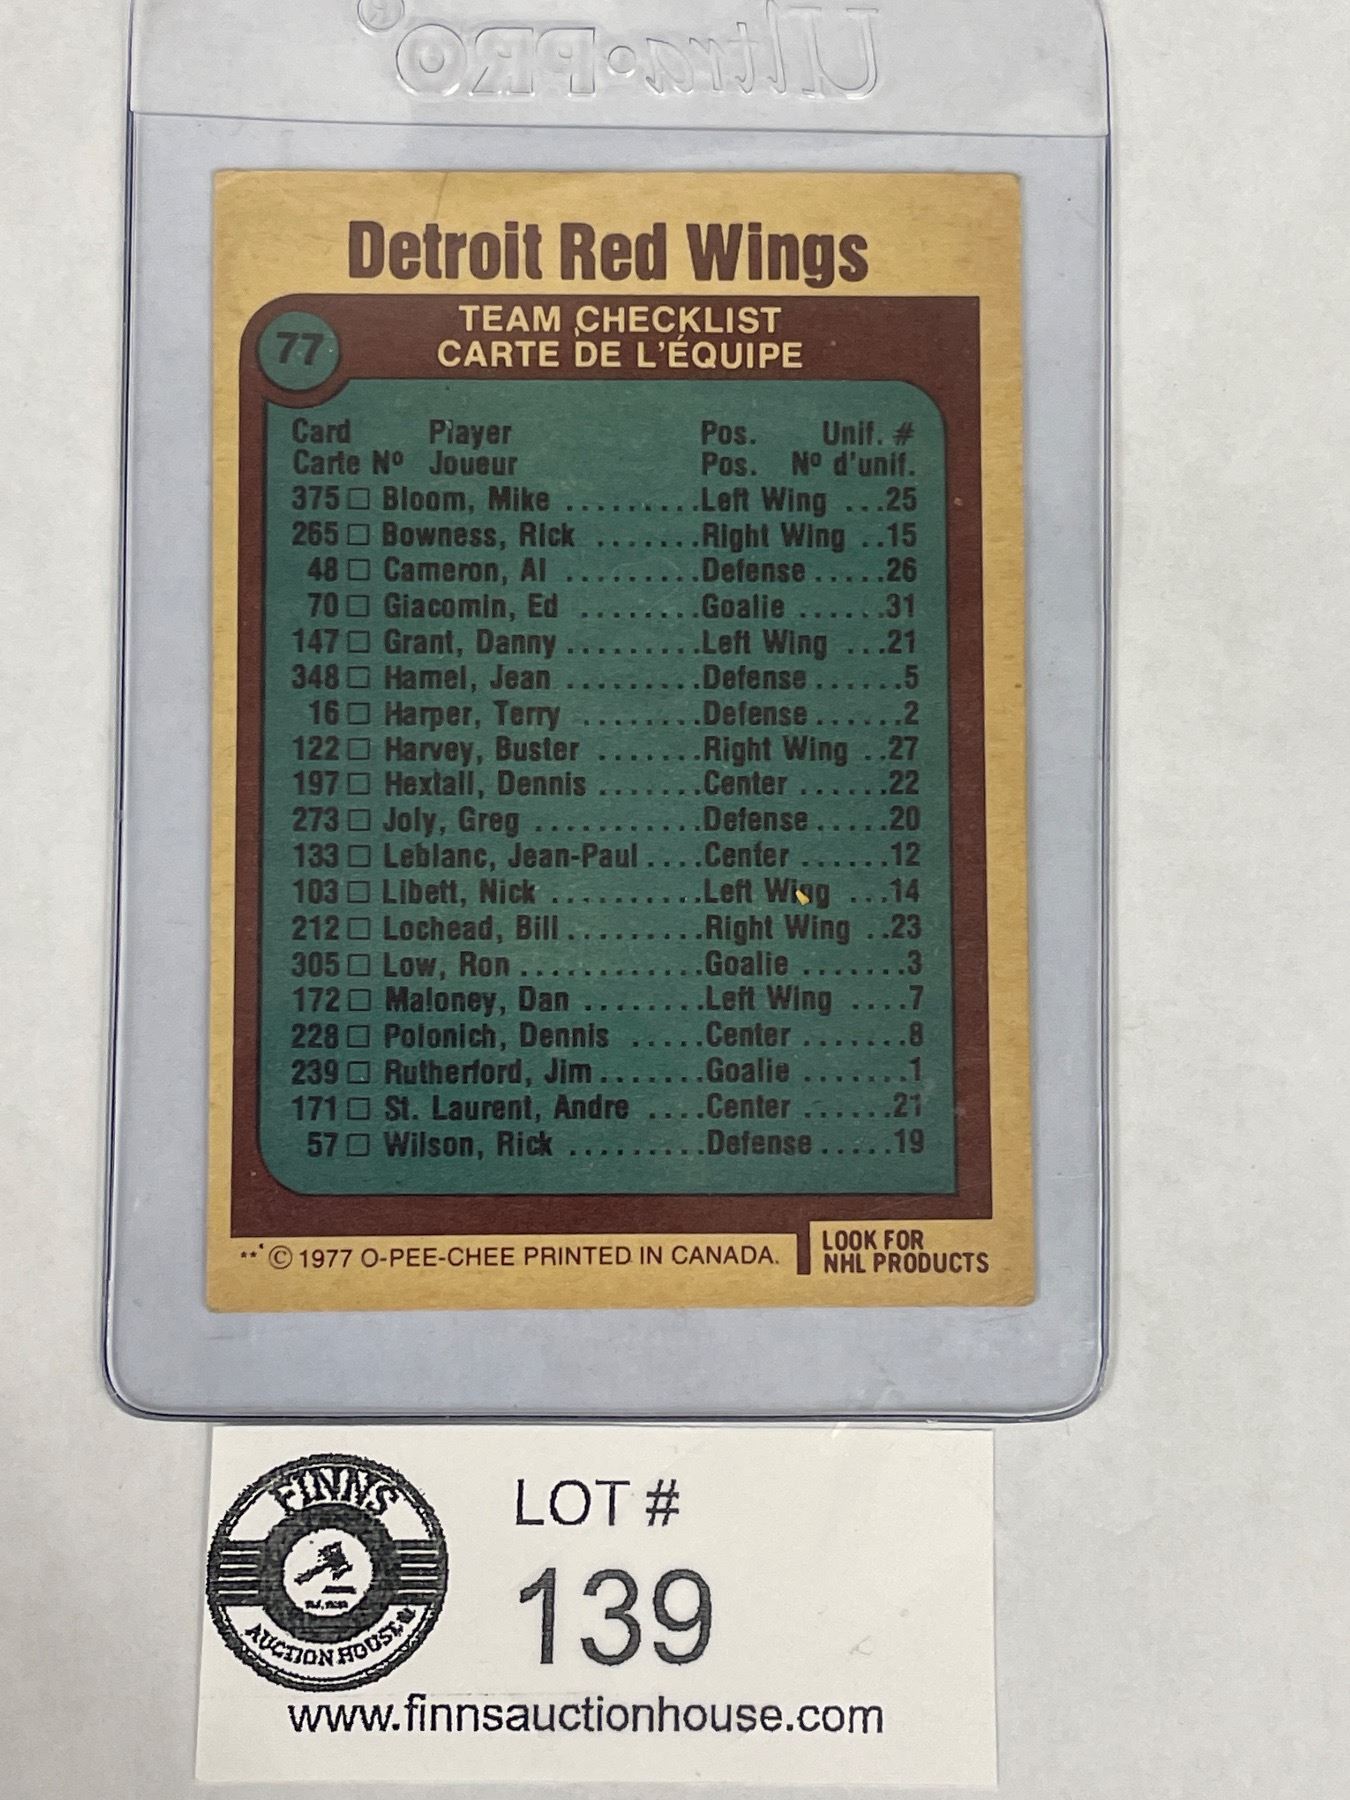 Ultra•PRO®
Detroit Red Wings
77
TEAM CHECKLIST
CARTE DE L'ÉQUIPE
Card Player Pos. Unif. #
Carte Nº Joueur Pos. Nº d'unif.
375 □ Bloom, Mike .........Left Wing ...25
265 □ Bowness, Rick .......Right Wing ..15
48 □ Cameron, Al .........Defense.....26
70 □ Giacomin, Ed ........Goalie ......31
147 □ Grant, Danny.........Left Wing ...21
348 □ Hamel, Jean .........Defense......5
16 □ Harper, Terry ........Defense......2
122 □ Harvey, Buster .......Right Wing ..27
197 □ Hextall, Dennis .......Center ......22
273 □ Joly, Greg ...........Defense.....20
133 □ Leblanc, Jean-Paul....Center ......12
103 □ Libett, Nick ..........Left Wing ...14
212 □ Lochead, Bill.........Right Wing ..23
305 □ Low, Ron ............Goalie .......3
172 □ Maloney, Dan ........Left Wing ....7
228 □ Polonich, Dennis .....Center .......8
239 □ Rutherford, Jim.......Goalie .......1
171 □ St. Laurent, Andre ....Center ......21
57 □ Wilson, Rick .........Defense.....19
**© 1977 O-PEE-CHEE PRINTED IN CANADA.
LOOK FOR
NHL PRODUCTS
FINNS
AUCTION HOUSE
LOT #
139
www.finnsauctionhouse.com